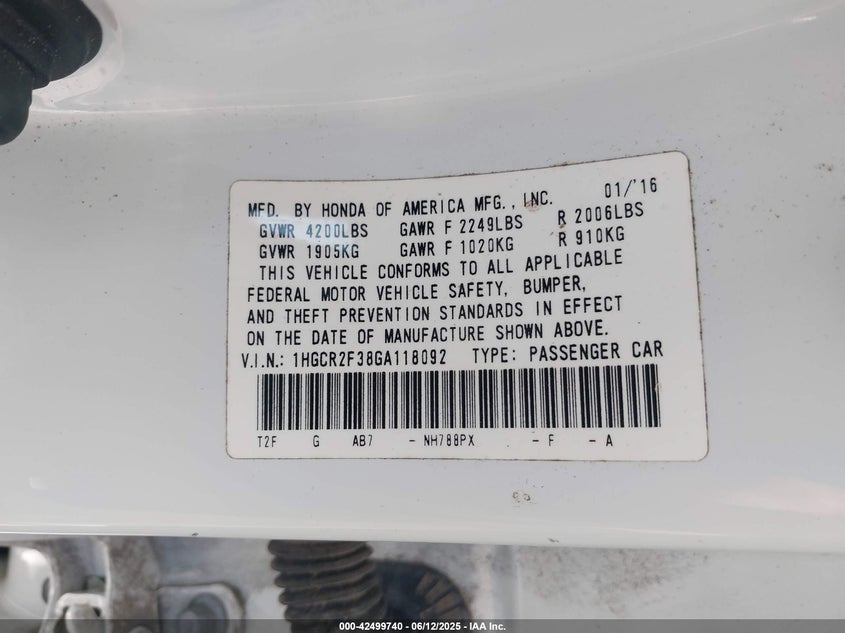 MFD. BY HONDA OF AMERICA MFG., INC. 01/'16
GVWR 4200LBS GAWR F 2249LBS R 2006LBS
GVWR 1905KG GAWR F 1020KG R 910KG
THIS VEHICLE CONFORMS TO ALL APPLICABLE
FEDERAL MOTOR VEHICLE SAFETY, BUMPER,
AND THEFT PREVENTION STANDARDS IN EFFECT
ON THE DATE OF MANUFACTURE SHOWN ABOVE.
V.I.N.: 1HGCR2F38GA118092 TYPE: PASSENGER CAR
T2F G AB7 - NH788PX - F - A
000-42499740 - 06/12/2025 - IAA Inc.